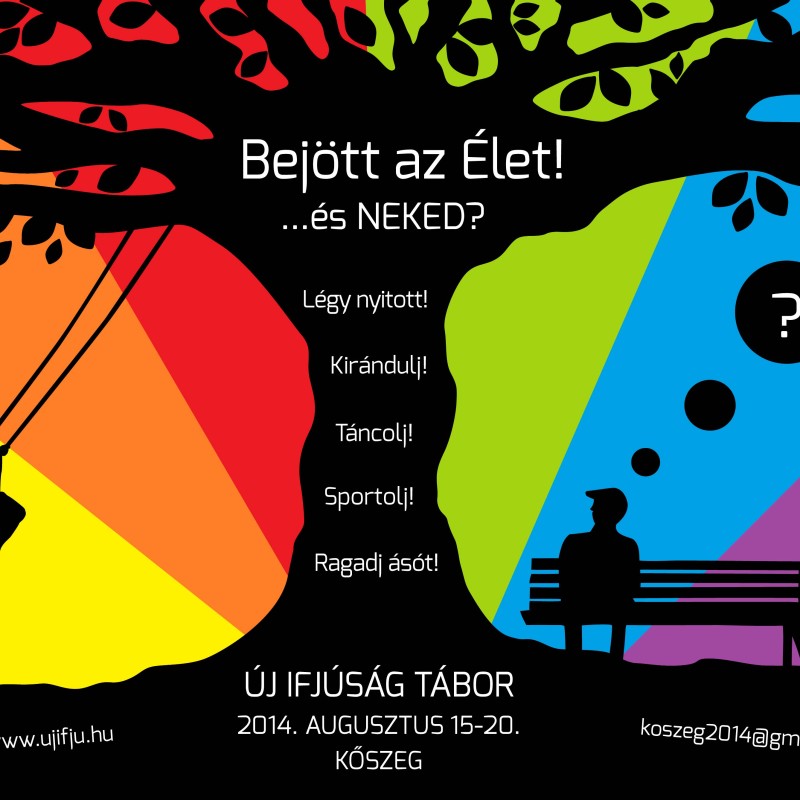 Bejött az Élet!
...és NEKED?
Légy nyitott!
Kirándulj!
Táncolj!
Sportolj!
Ragadj ásót!
?
ÚJ IFJÚSÁG TÁBOR
2014. AUGUSZTUS 15-20.
KŐSZEG
ww.ujifju.hu
koszeg2014@gm